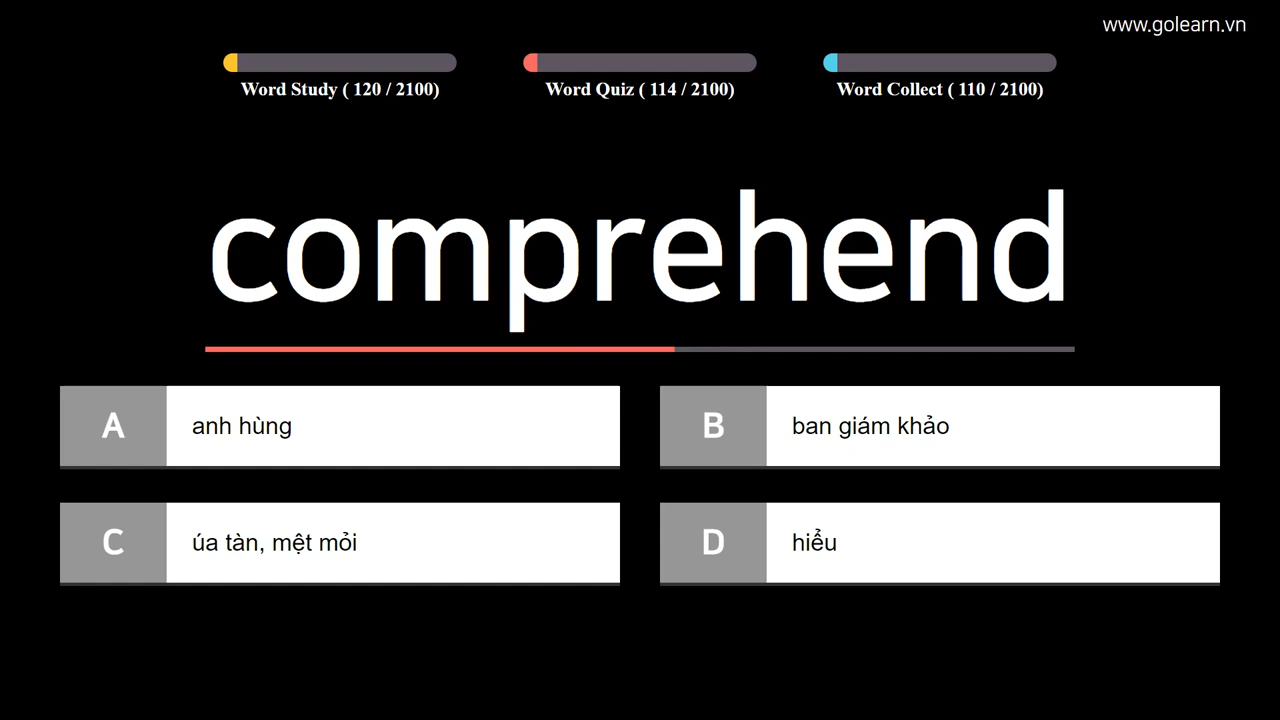 www.golearn.vn
Word Study ( 120 / 2100)
Word Quiz ( 114 / 2100)
Word Collect ( 110 / 2100)
comprehend
A anh hùng
B ban giám khảo
C úa tàn, mệt mỏi
D hiểu